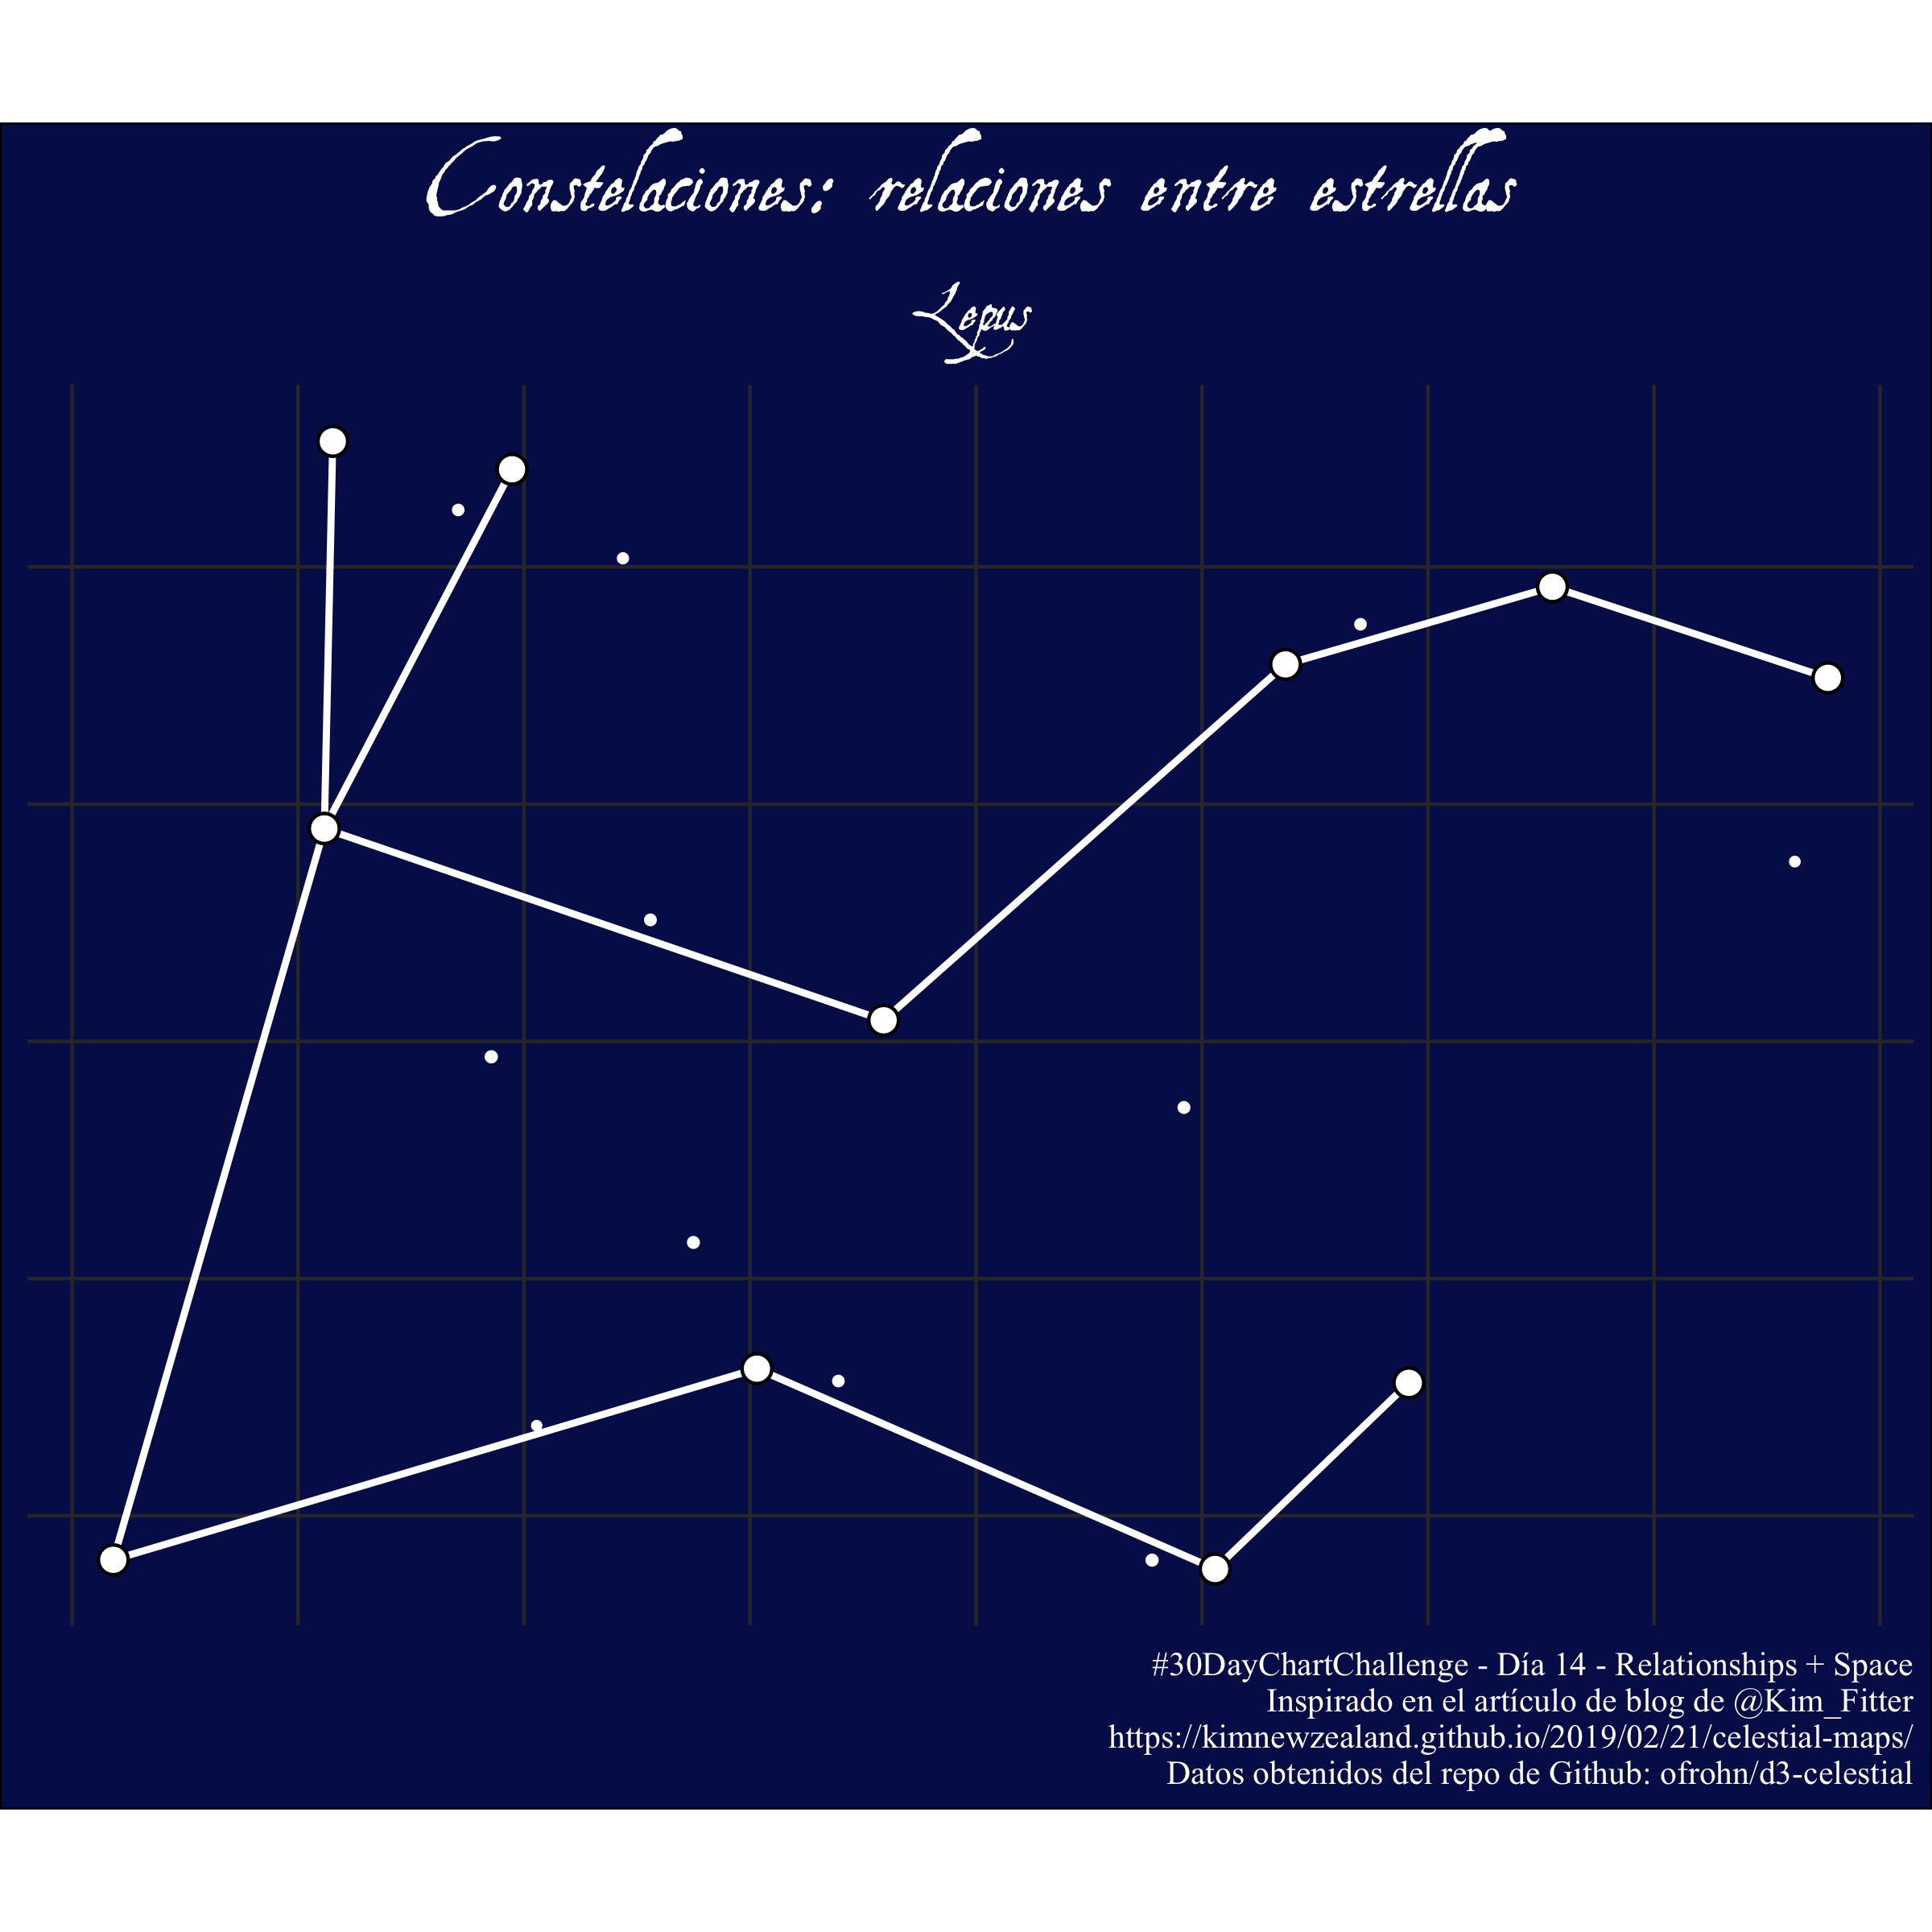 Constelaciones: relaciones entre estrellas
Lepus
#30DayChartChallenge - Día 14 - Relationships + Space
Inspirado en el artículo de blog de @Kim_Fitter
https://kimnewzealand.github.io/2019/02/21/celestial-maps/
Datos obtenidos del repo de Github: ofrohn/d3-celestial